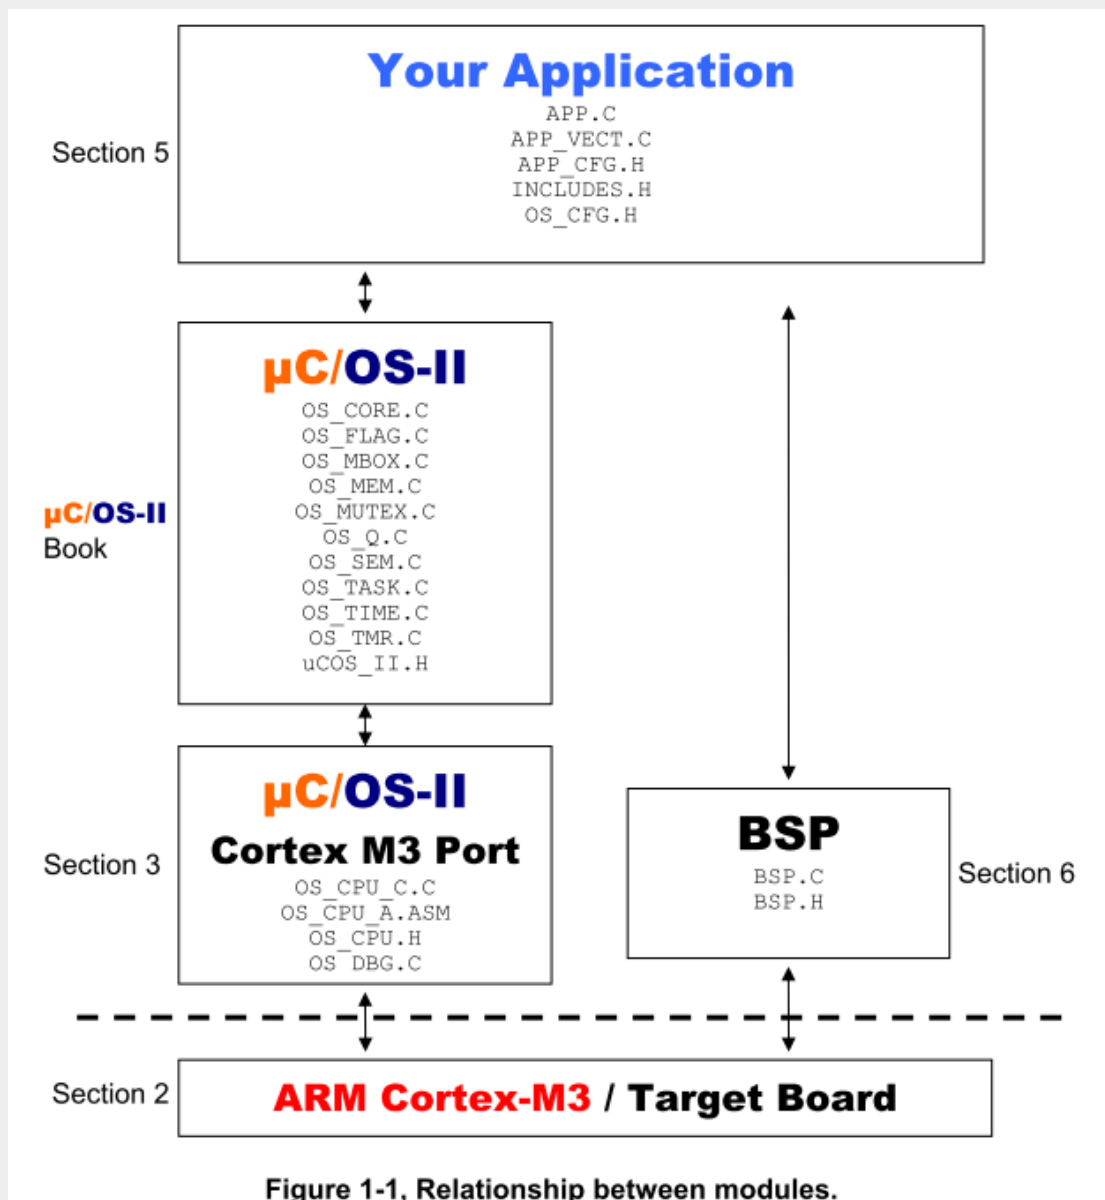 Your Application
APP.C
APP_VECT.C
APP_CFG.H
INCLUDES.H
OS_CFG.H
Section 5
µC/OS-II
OS_CORE.C
OS_FLAG.C
OS_MBOX.C
OS_MEM.C
OS_MUTEX.C
OS_Q.C
OS_SEM.C
OS_TASK.C
OS_TIME.C
OS_TMR.C
uCOS_II.H
µC/OS-II
Book
µC/OS-II
Cortex M3 Port
OS_CPU_C.C
OS_CPU_A.ASM
OS_CPU.H
OS_DBG.C
Section 3
BSP
BSP.C
BSP.H
Section 6
Section 2
ARM Cortex-M3 / Target Board
Figure 1-1, Relationship between modules.